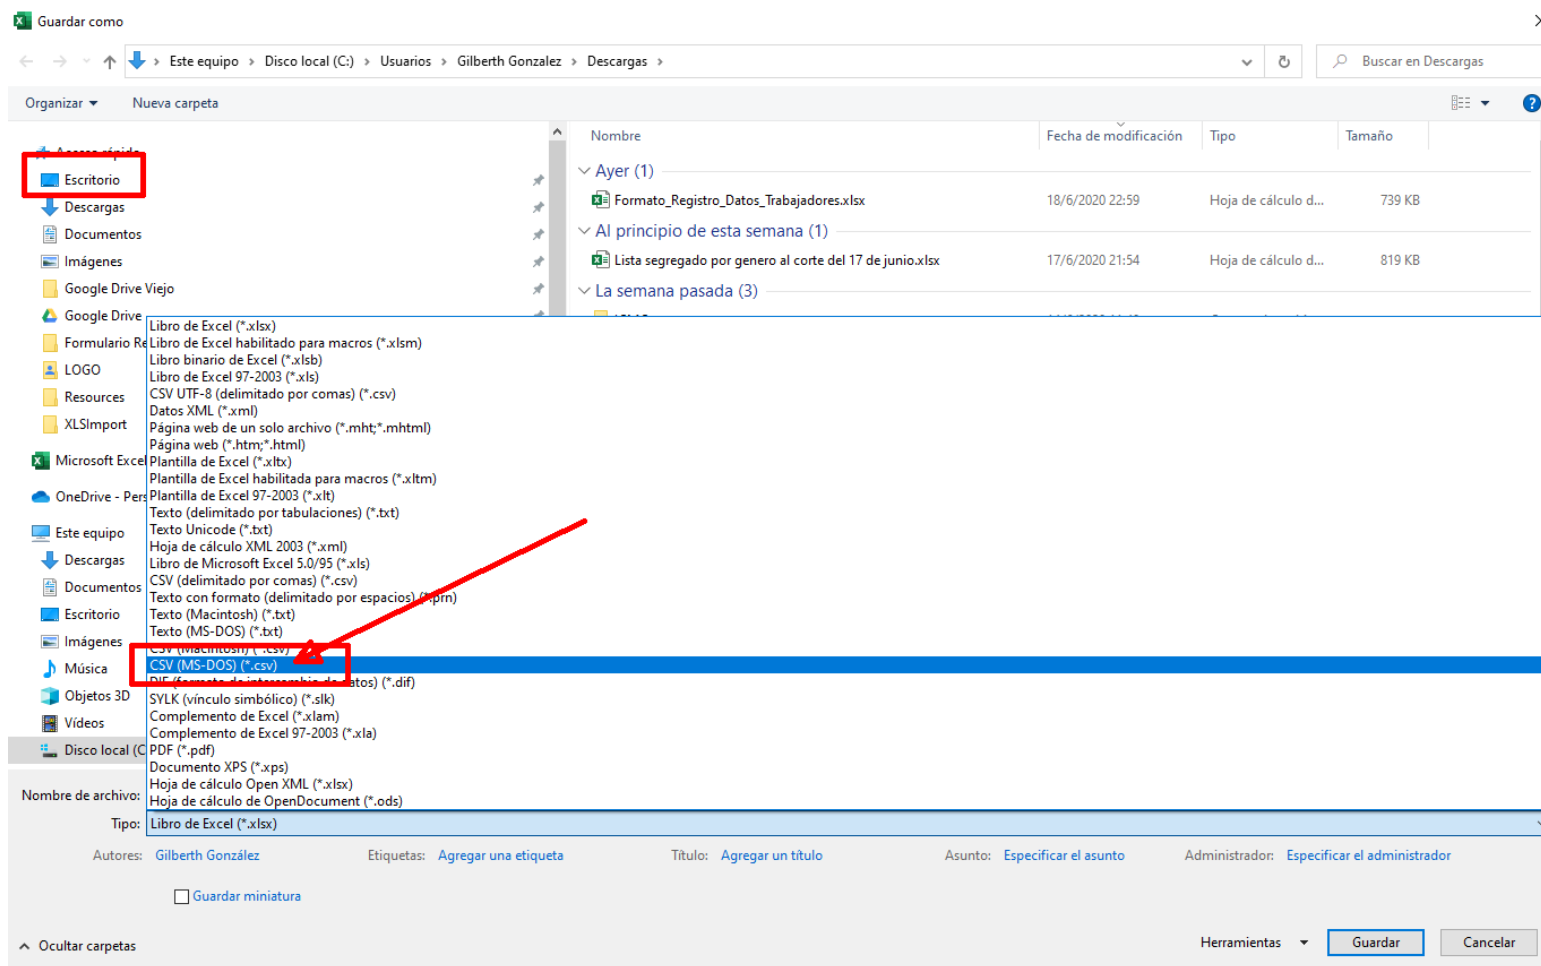 Guardar como
Este equipo > Disco local (C:) > Usuarios > Gilberth Gonzalez > Descargas >
Buscar en Descargas
Organizar
Nueva carpeta
Nombre
Fecha de modificación
Tipo
Tamaño
Acceso rápido
Escritorio
Descargas
Documentos
Imágenes
Google Drive Viejo
Google Drive
Formulario Re
LOGO
Resources
XLSImport
Microsoft Excel
OneDrive - Pers
Este equipo
Descargas
Documentos
Escritorio
Imágenes
Música
Objetos 3D
Vídeos
Disco local (C
Ayer (1)
Formato_Registro_Datos_Trabajadores.xlsx 18/6/2020 22:59 Hoja de cálculo d... 739 KB
Al principio de esta semana (1)
Lista segregado por genero al corte del 17 de junio.xlsx 17/6/2020 21:54 Hoja de cálculo d... 819 KB
La semana pasada (3)
Libro de Excel (*.xlsx)
Libro de Excel habilitado para macros (*.xlsm)
Libro binario de Excel (*.xlsb)
Libro de Excel 97-2003 (*.xls)
CSV UTF-8 (delimitado por comas) (*.csv)
Datos XML (*.xml)
Página web de un solo archivo (*.mht;*.mhtml)
Página web (*.htm;*.html)
Plantilla de Excel (*.xltx)
Plantilla de Excel habilitada para macros (*.xltm)
Plantilla de Excel 97-2003 (*.xlt)
Texto (delimitado por tabulaciones) (*.txt)
Texto Unicode (*.txt)
Hoja de cálculo XML 2003 (*.xml)
Libro de Microsoft Excel 5.0/95 (*.xls)
CSV (delimitado por comas) (*.csv)
Texto con formato (delimitado por espacios) (*.prn)
Texto (Macintosh) (*.txt)
Texto (MS-DOS) (*.txt)
CSV (Macintosh) (*.csv)
CSV (MS-DOS) (*.csv)
DIF (formato de intercambio de datos) (*.dif)
SYLK (vínculo simbólico) (*.slk)
Complemento de Excel (*.xlam)
Complemento de Excel 97-2003 (*.xla)
PDF (*.pdf)
Documento XPS (*.xps)
Hoja de cálculo Open XML (*.xlsx)
Hoja de cálculo de OpenDocument (*.ods)
Nombre de archivo:
Tipo: Libro de Excel (*.xlsx)
Autores: Gilberth González
Etiquetas: Agregar una etiqueta
Título: Agregar un título
Asunto: Especificar el asunto
Administrador: Especificar el administrador
Guardar miniatura
Ocultar carpetas
Herramientas
Guardar
Cancelar